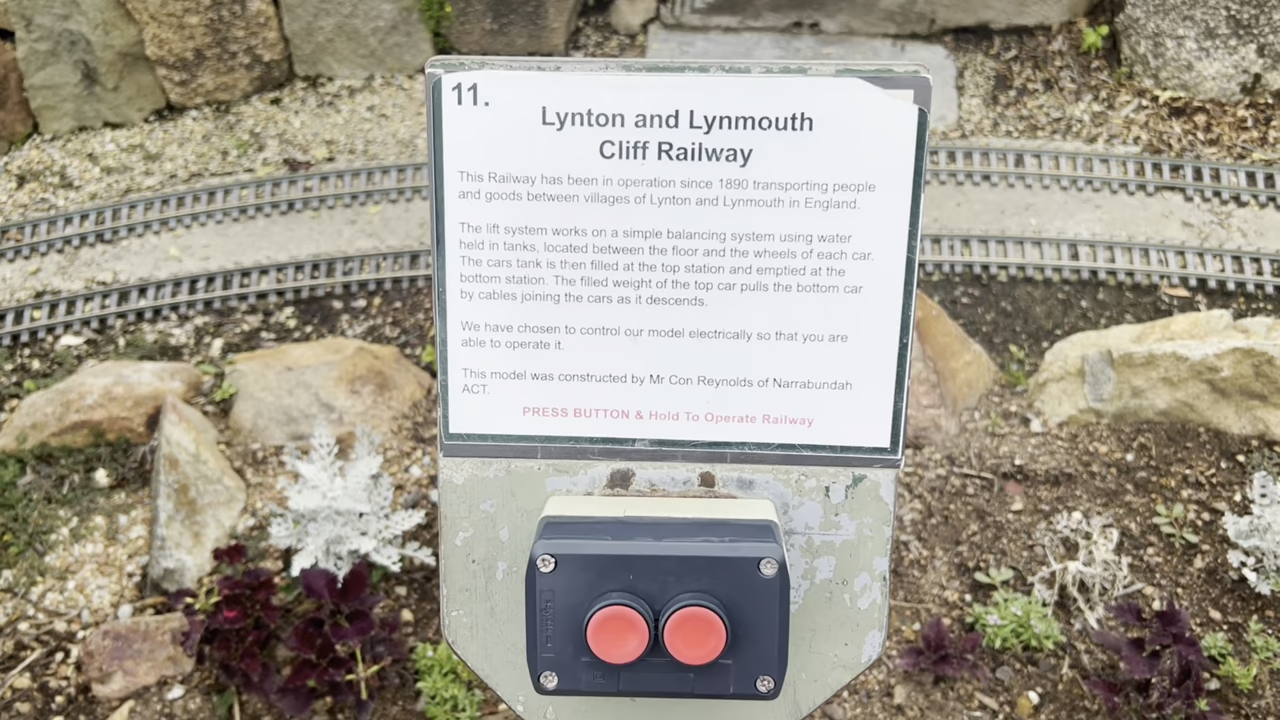 11.
Lynton and Lynmouth
Cliff Railway
This Railway has been in operation since 1890 transporting people
and goods between villages of Lynton and Lynmouth in England.
The lift system works on a simple balancing system using water
held in tanks, located between the floor and the wheels of each car.
The cars tank is then filled at the top station and emptied at the
bottom station. The filled weight of the top car pulls the bottom car
by cables joining the cars as it descends.
We have chosen to control our model electrically so that you are
able to operate it.
This model was constructed by Mr Con Reynolds of Narrabundah
ACT.
PRESS BUTTON & Hold To Operate Railway